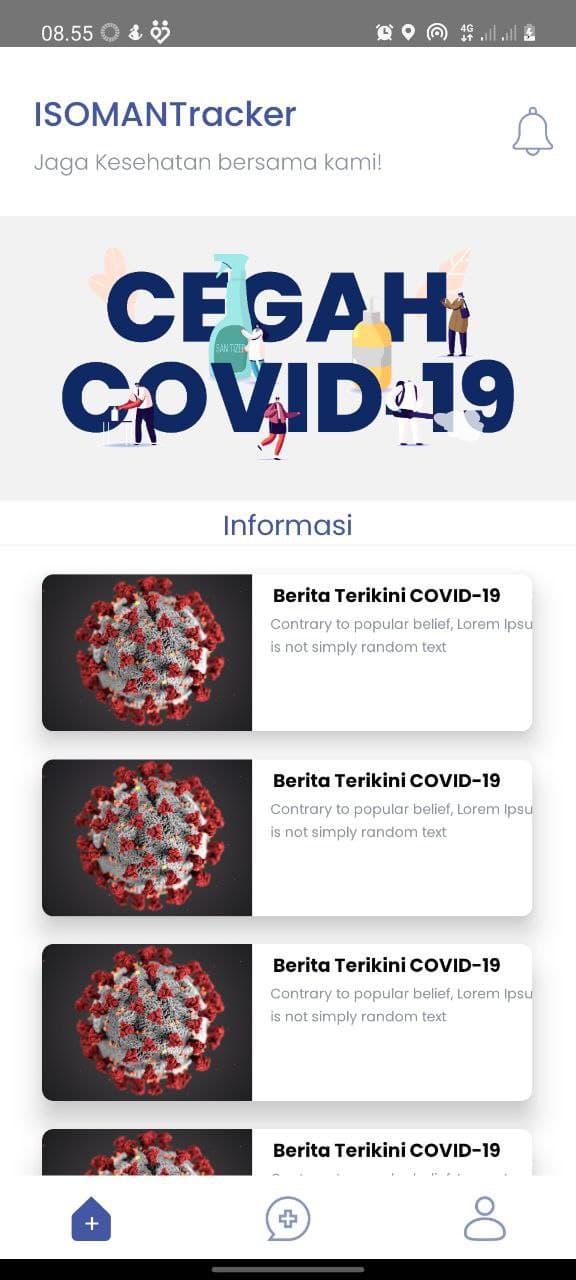 08.55
4G
ISOMANTracker
Jaga Kesehatan bersama kami!
CEGAH
SANITIZER
COVID-19
Informasi
Berita Terikini COVID-19
Contrary to popular belief, Lorem Ipsu
is not simply random text
Berita Terikini COVID-19
Contrary to popular belief, Lorem Ipsu
is not simply random text
Berita Terikini COVID-19
Contrary to popular belief, Lorem Ipsu
is not simply random text
Berita Terikini COVID-19